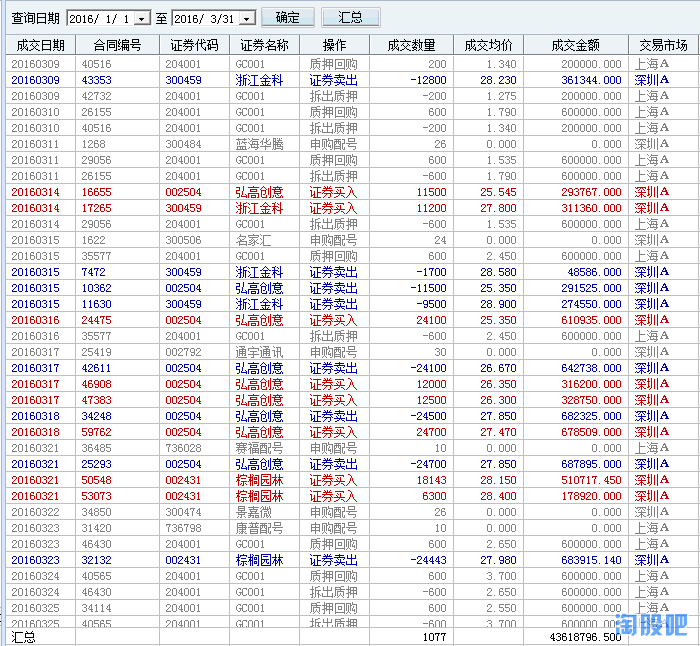 查询日期 2016/ 1/ 1 至 2016/ 3/31 确定 汇总
成交日期 合同编号 证券代码 证券名称 操作 成交数量 成交均价 成交金额 交易市场
20160309 40516 204001 GC001 质押回购 200 1.340 200000.000 上海A
20160309 43353 300459 浙江金科 证券卖出 -12800 28.230 361344.000 深圳A
20160309 42732 204001 GC001 拆出质押 -200 1.275 200000.000 上海A
20160310 26155 204001 GC001 质押回购 600 1.790 600000.000 上海A
20160310 40516 204001 GC001 拆出质押 -200 1.340 200000.000 上海A
20160311 1268 300484 蓝海华腾 申购配号 26 0.000 0.000 深圳A
20160311 29056 204001 GC001 质押回购 600 1.535 600000.000 上海A
20160311 26155 204001 GC001 拆出质押 -600 1.790 600000.000 上海A
20160314 16655 002504 弘高创意 证券买入 11500 25.545 293767.000 深圳A
20160314 17265 300459 浙江金科 证券买入 11200 27.800 311360.000 深圳A
20160314 29056 204001 GC001 拆出质押 -600 1.535 600000.000 上海A
20160315 1622 300506 名家汇 申购配号 24 0.000 0.000 深圳A
20160315 35577 204001 GC001 质押回购 600 2.450 600000.000 上海A
20160315 7472 300459 浙江金科 证券卖出 -1700 28.580 48586.000 深圳A
20160315 10362 002504 弘高创意 证券卖出 -11500 25.350 291525.000 深圳A
20160315 11630 300459 浙江金科 证券卖出 -9500 28.900 274550.000 深圳A
20160316 24475 002504 弘高创意 证券买入 24100 25.350 610935.000 深圳A
20160316 35577 204001 GC001 拆出质押 -600 2.450 600000.000 上海A
20160317 25419 002792 通宇通讯 申购配号 30 0.000 0.000 深圳A
20160317 42611 002504 弘高创意 证券卖出 -24100 26.670 642738.000 深圳A
20160317 46908 002504 弘高创意 证券买入 12000 26.350 316200.000 深圳A
20160317 47383 002504 弘高创意 证券买入 12500 26.300 328750.000 深圳A
20160318 34248 002504 弘高创意 证券卖出 -24500 27.850 682325.000 深圳A
20160318 59762 002504 弘高创意 证券买入 24700 27.470 678509.000 深圳A
20160321 36485 736028 赛福配号 申购配号 10 0.000 0.000 上海A
20160321 25293 002504 弘高创意 证券卖出 -24700 27.850 687895.000 深圳A
20160321 50548 002431 棕榈园林 证券买入 18143 28.150 510717.450 深圳A
20160321 53073 002431 棕榈园林 证券买入 6300 28.400 178920.000 深圳A
20160322 34850 300474 景嘉微 申购配号 26 0.000 0.000 深圳A
20160323 31420 736798 康普配号 申购配号 10 0.000 0.000 上海A
20160323 46430 204001 GC001 质押回购 600 2.650 600000.000 上海A
20160323 32132 002431 棕榈园林 证券卖出 -24443 27.980 683915.140 深圳A
20160324 40565 204001 GC001 质押回购 600 3.700 600000.000 上海A
20160324 46430 204001 GC001 拆出质押 -600 2.650 600000.000 上海A
20160325 34114 204001 GC001 质押回购 600 2.550 600000.000 上海A
20160325 40565 204001 GC001 拆出质押 -600 3.700 600000.000 上海A
汇总 1077 43618796.500
淘股吧